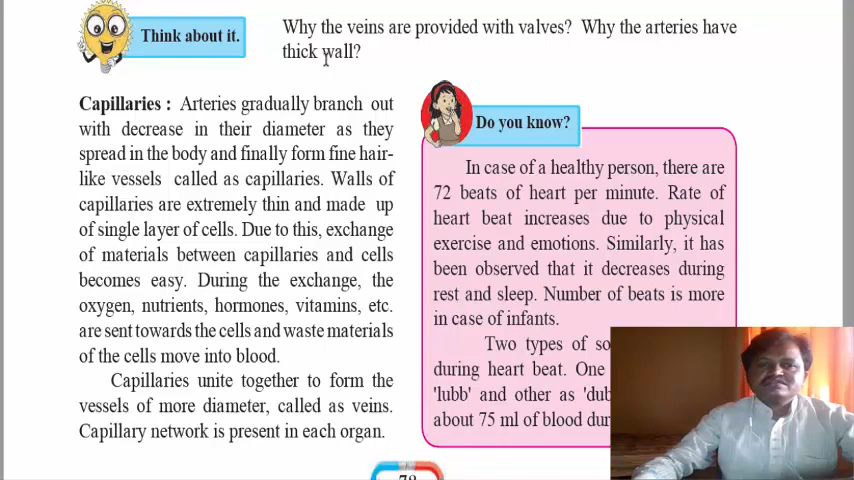 Think about it.
Why the veins are provided with valves? Why the arteries have
thick wall?
Capillaries : Arteries gradually branch out
with decrease in their diameter as they
spread in the body and finally form fine hair-
like vessels called as capillaries. Walls of
capillaries are extremely thin and made up
of single layer of cells. Due to this, exchange
of materials between capillaries and cells
becomes easy. During the exchange, the
oxygen, nutrients, hormones, vitamins, etc.
are sent towards the cells and waste materials
of the cells move into blood.
Capillaries unite together to form the
vessels of more diameter, called as veins.
Capillary network is present in each organ.
Do you know?
In case of a healthy person, there are
72 beats of heart per minute. Rate of
heart beat increases due to physical
exercise and emotions. Similarly, it has
been observed that it decreases during
rest and sleep. Number of beats is more
in case of infants.
Two types of
during heart beat. One
'lubb' and other as
about 75 ml of blood